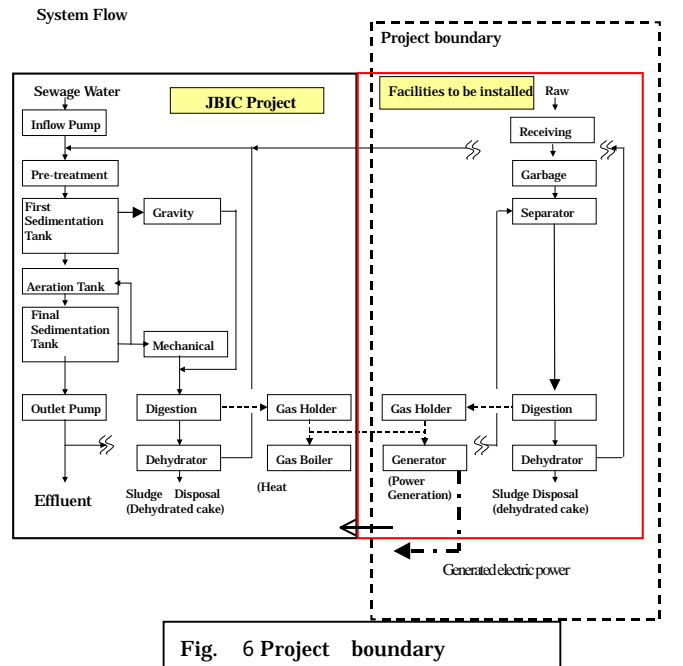 System Flow
Project boundary
Sewage Water
JBIC Project
Facilities to be installed
Raw
Inflow Pump
Receiving
Pre-treatment
Garbage
First
Sedimentation
Tank
Gravity
Separator
Aeration Tank
Final
Sedimentation
Tank
Mechanical
Outlet Pump
Digestion
Gas Holder
Gas Holder
Digestion
Dehydrator
Gas Boiler
Generator
Dehydrator
Effluent
Sludge Disposal
(Dehydrated cake)
(Heat
(Power
Generation)
Sludge Disposal
(dehydrated cake)
Generated electric power
Fig. 6 Project boundary